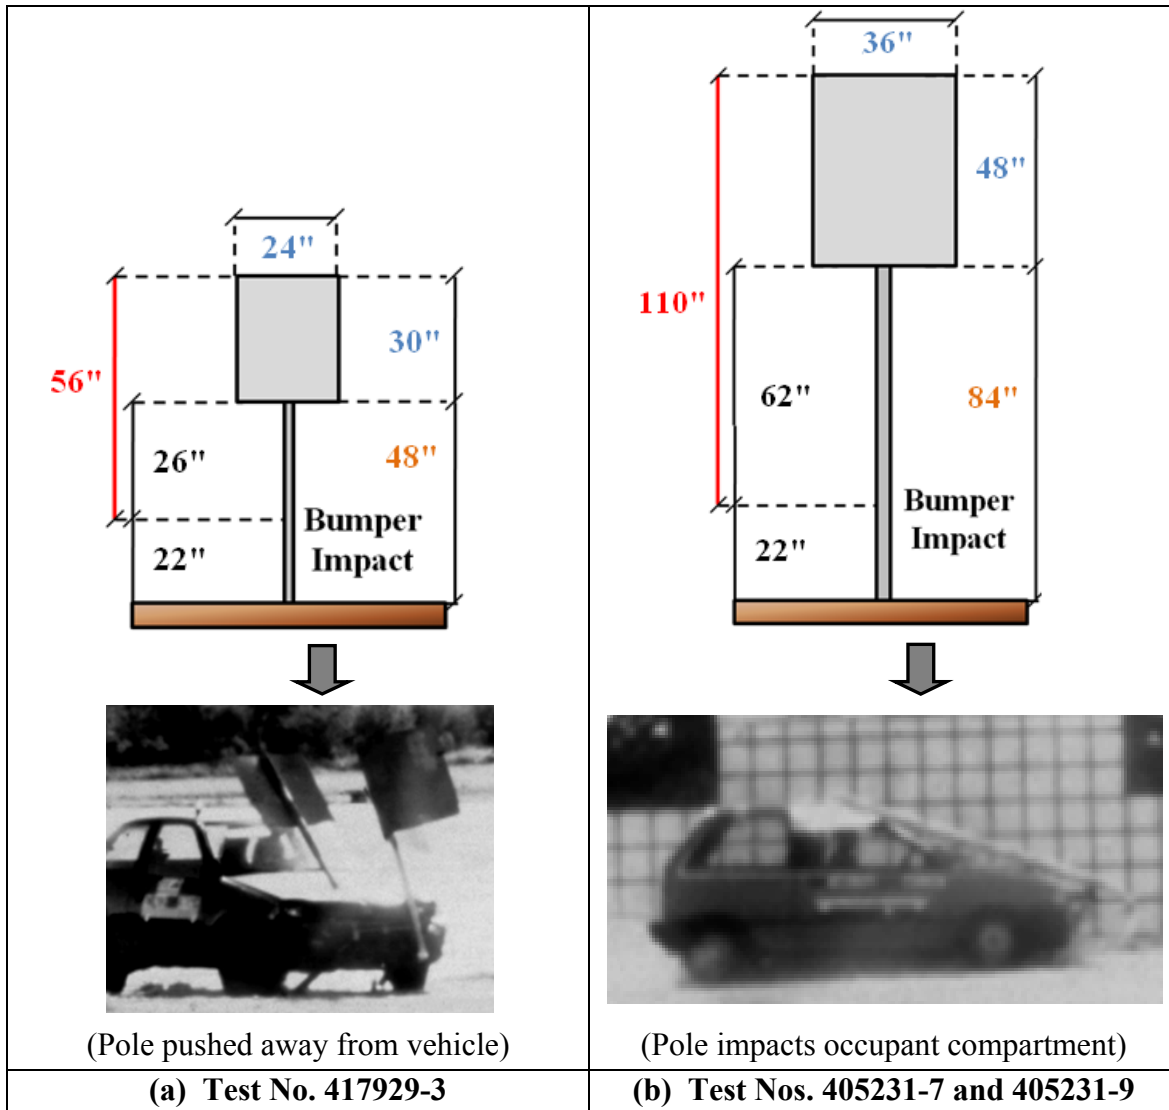 24"
30"
56"
26"
48"
Bumper
Impact
22"
(Pole pushed away from vehicle)
(a) Test No. 417929-3
36"
48"
110"
62"
84"
Bumper
Impact
22"
(Pole impacts occupant compartment)
(b) Test Nos. 405231-7 and 405231-9